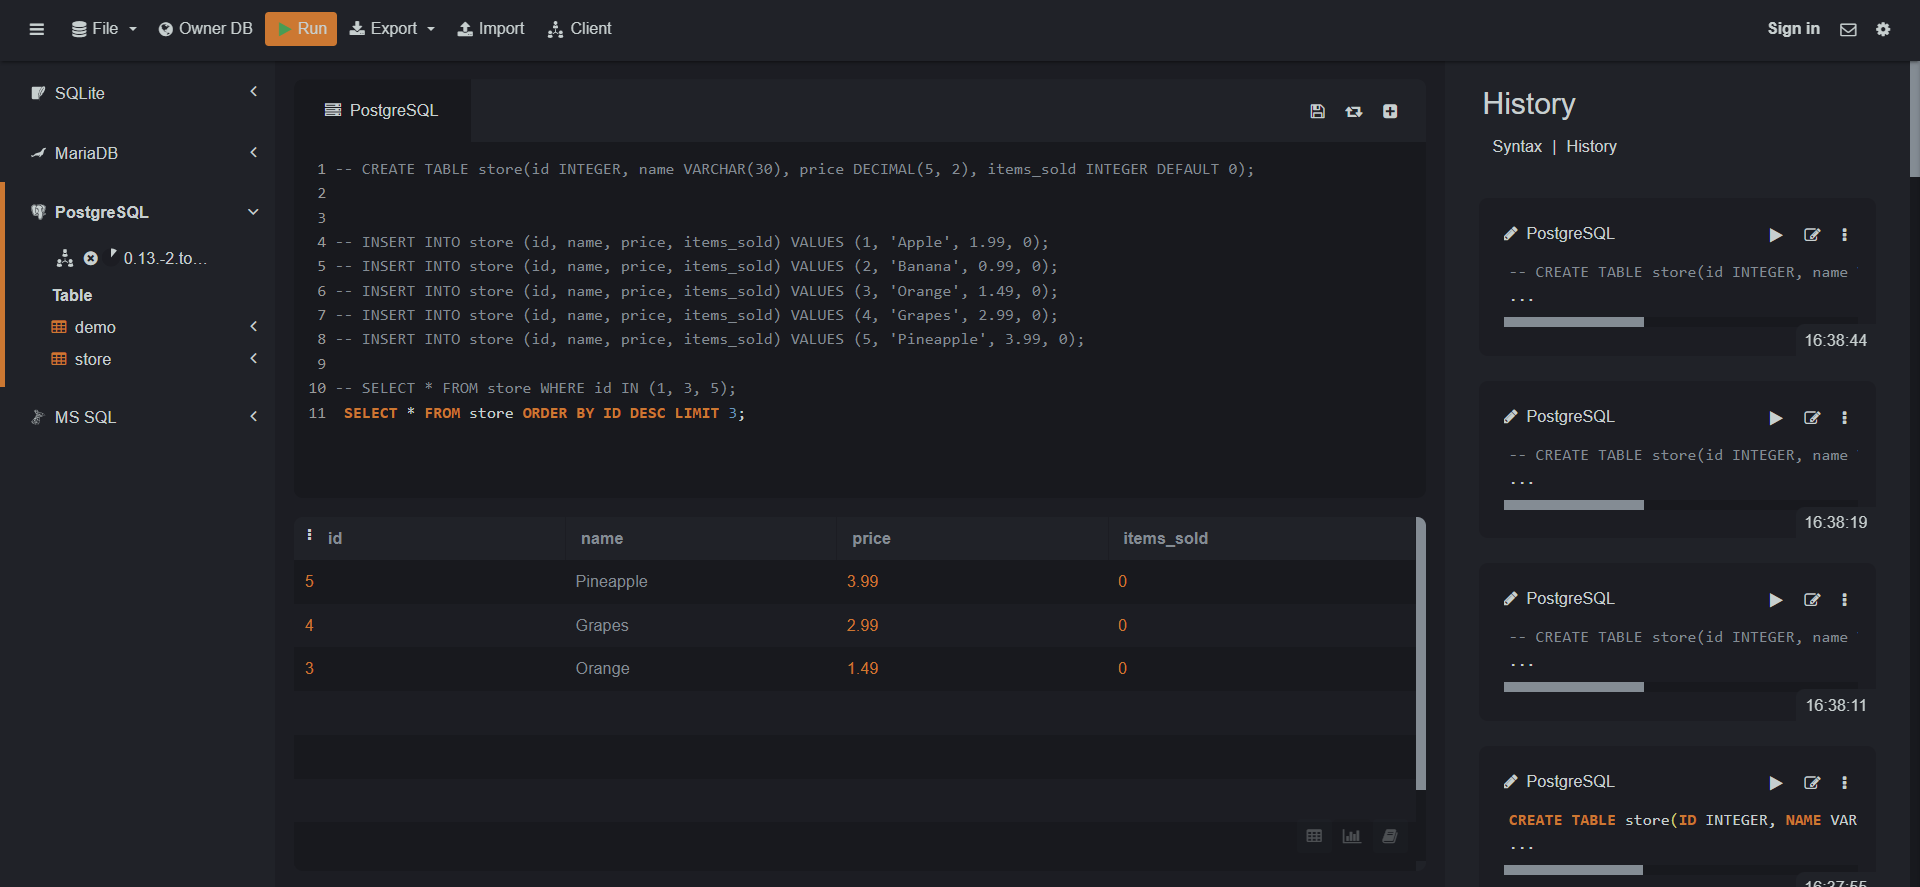 File Owner DB Run Export Import Client Sign in
SQLite
MariaDB
PostgreSQL
0.13.-2.to...
Table
demo
store
MS SQL
PostgreSQL
1 -- CREATE TABLE store(id INTEGER, name VARCHAR(30), price DECIMAL(5, 2), items_sold INTEGER DEFAULT 0);
2
3
4 -- INSERT INTO store (id, name, price, items_sold) VALUES (1, 'Apple', 1.99, 0);
5 -- INSERT INTO store (id, name, price, items_sold) VALUES (2, 'Banana', 0.99, 0);
6 -- INSERT INTO store (id, name, price, items_sold) VALUES (3, 'Orange', 1.49, 0);
7 -- INSERT INTO store (id, name, price, items_sold) VALUES (4, 'Grapes', 2.99, 0);
8 -- INSERT INTO store (id, name, price, items_sold) VALUES (5, 'Pineapple', 3.99, 0);
9
10 -- SELECT * FROM store WHERE id IN (1, 3, 5);
11 SELECT * FROM store ORDER BY ID DESC LIMIT 3;
id name price items_sold
5 Pineapple 3.99 0
4 Grapes 2.99 0
3 Orange 1.49 0
History
Syntax | History
PostgreSQL
-- CREATE TABLE store(id INTEGER, name
...
16:38:44
PostgreSQL
-- CREATE TABLE store(id INTEGER, name
...
16:38:19
PostgreSQL
-- CREATE TABLE store(id INTEGER, name
...
16:38:11
PostgreSQL
CREATE TABLE store(ID INTEGER, NAME VAR
...
16:37:55